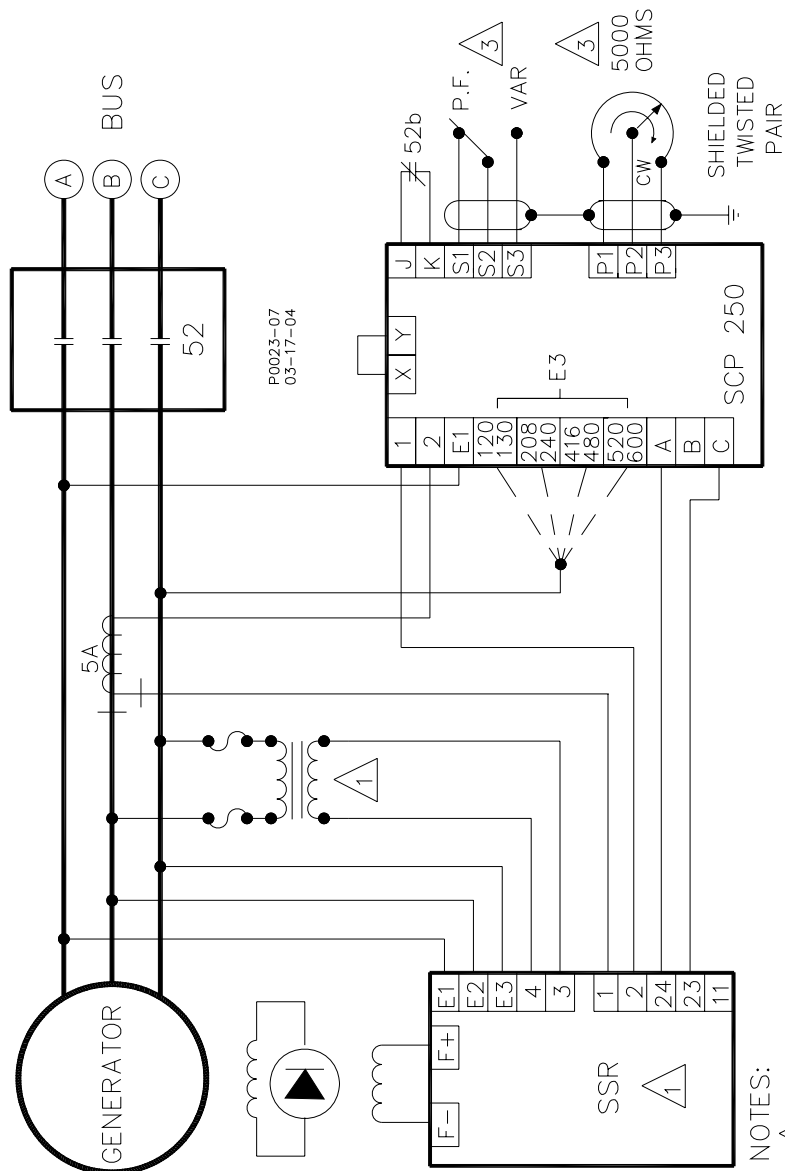 GENERATOR
5A
52
BUS
A
B
C
P0023-07
03-17-04
F-
F+
SSR
1
E1
E2
E3
4
3
1
2
24
23
11
1
1
2
E1
120
130
208
240
416
480
520
600
A
B
C
E3
X
Y
SCP 250
J
K
S1
S2
S3
P1
P2
P3
52b
P.F.
VAR
3
CW
3
5000
OHMS
SHIELDED
TWISTED
PAIR
NOTES: